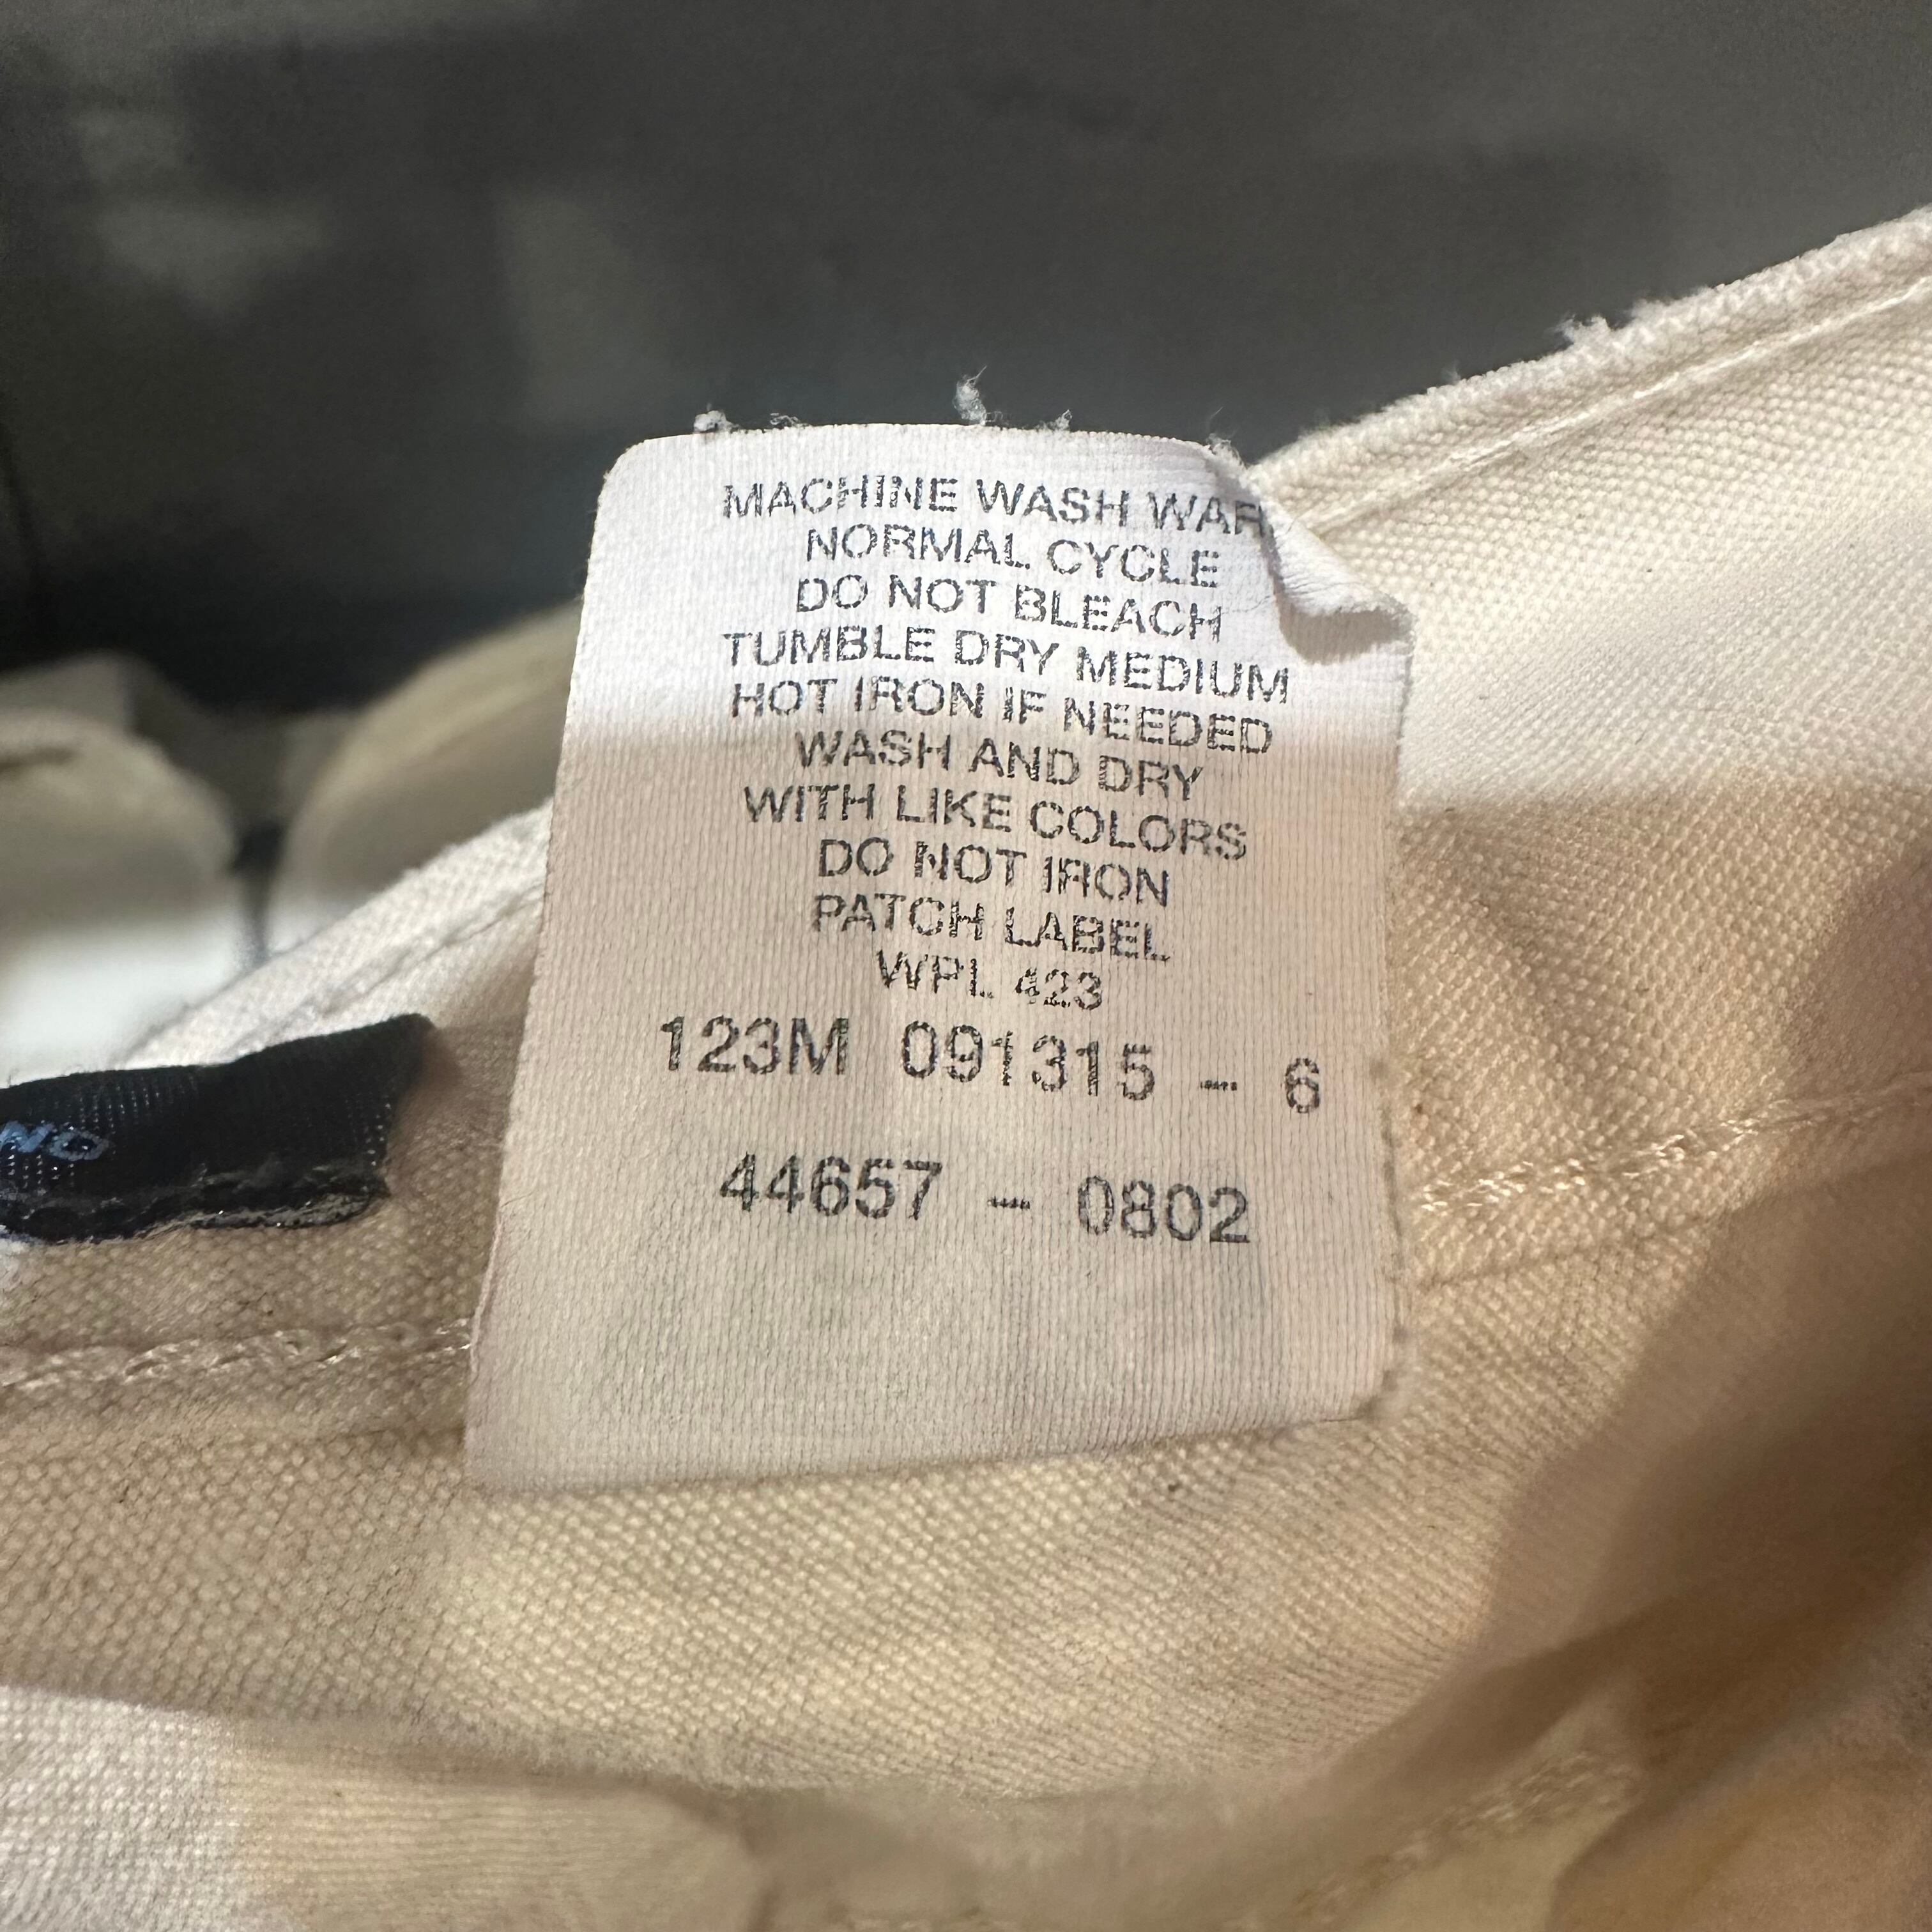 MACHINE WASH WAR
NORMAL CYCLE
DO NOT BLEACH
TUMBLE DRY MEDIUM
HOT IRON IF NEEDED
WASH AND DRY
WITH LIKE COLORS
DO NOT IRON
PATCH LABEL
WPL 423
123M 091315 - 6
44657 - 0802
NO